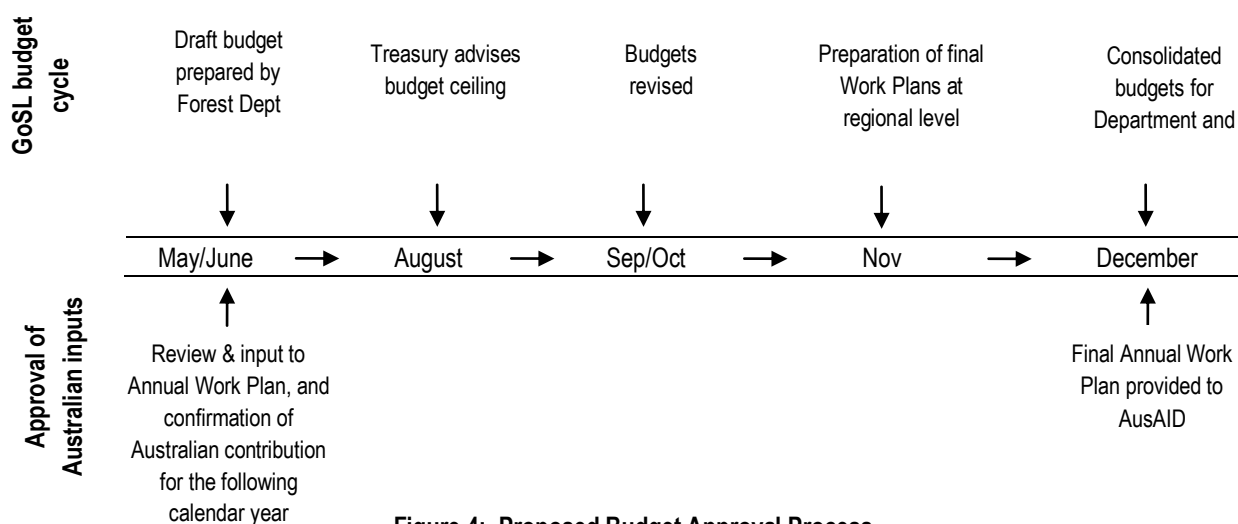 GoSL budget
cycle
Draft budget
prepared by
Forest Dept
Treasury advises
budget ceiling
Budgets
revised
Preparation of final
Work Plans at
regional level
Consolidated
budgets for
Department and
May/June
August
Sep/Oct
Nov
December
Approval of
Australian inputs
Review & input to
Annual Work Plan, and
confirmation of
Australian contribution
for the following
calendar year
Final Annual Work
Plan provided to
AusAID
Figure 4: Proposed Budget Approval Process